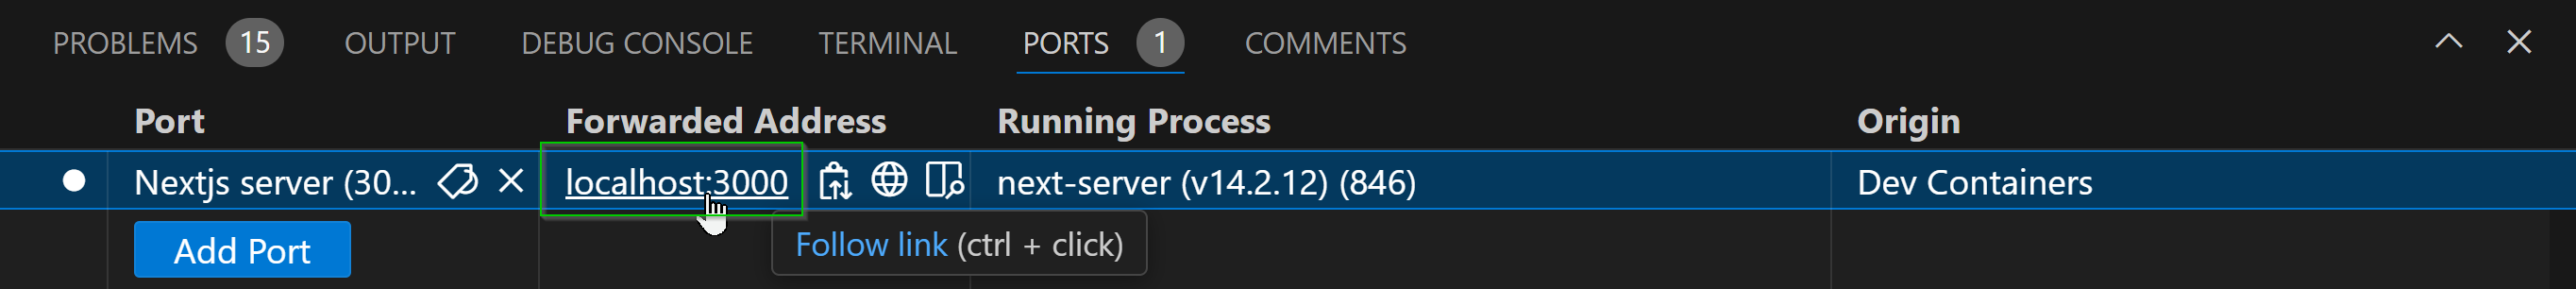 PROBLEMS 15 OUTPUT DEBUG CONSOLE TERMINAL PORTS 1 COMMENTS
Port Forwarded Address Running Process Origin
Nextjs server (30... localhost:3000 next-server (v14.2.12) (846) Dev Containers
Add Port Follow link (ctrl + click)